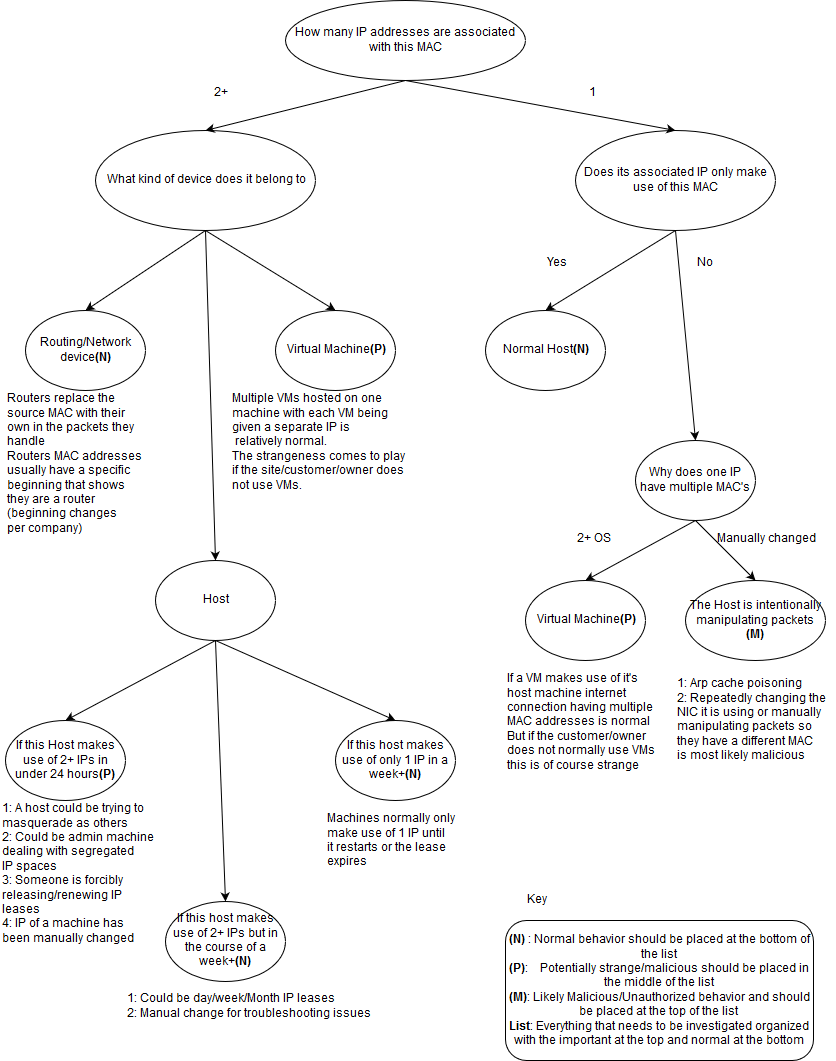 How many IP addresses are associated
with this MAC
2+
1
What kind of device does it belong to
Does its associated IP only make
use of this MAC
Yes
No
Routing/Network
device(N)
Virtual Machine(P)
Normal Host(N)
Routers replace the
source MAC with their
own in the packets they
handle
Routers MAC addresses
usually have a specific
beginning that shows
they are a router
(beginning changes
per company)
Multiple VMs hosted on one
machine with each VM being
given a separate IP is
relatively normal.
The strangeness comes to play
if the site/customer/owner does
not use VMs.
Why does one IP
have multiple MAC's
2+ OS
Manually changed
Host
Virtual Machine(P)
The Host is intentionally
manipulating packets
(M)
If a VM makes use of it's
host machine internet
connection having multiple
MAC addresses is normal
But if the customer/owner
does not normally use VMs
this is of course strange
1: Arp cache poisoning
2: Repeatedly changing the
NIC it is using or manually
manipulating packets so
they have a different MAC
is most likely malicious
If this Host makes
use of 2+ IPs in
under 24 hours(P)
If this host makes
use of only 1 IP in a
week+(N)
1: A host could be trying to
masquerade as others
2: Could be admin machine
dealing with segregated
IP spaces
3: Someone is forcibly
releasing/renewing IP
leases
4: IP of a machine has
been manually changed
Machines normally only
make use of 1 IP until
it restarts or the lease
expires
If this host makes
use of 2+ IPs but in
the course of a
week+(N)
1: Could be day/week/Month IP leases
2: Manual change for troubleshooting issues
Key
(N) : Normal behavior should be placed at the bottom of
the list
(P): Potentially strange/malicious should be placed in
the middle of the list
(M): Likely Malicious/Unauthorized behavior and should
be placed at the top of the list
List: Everything that needs to be investigated organized
with the important at the top and normal at the bottom